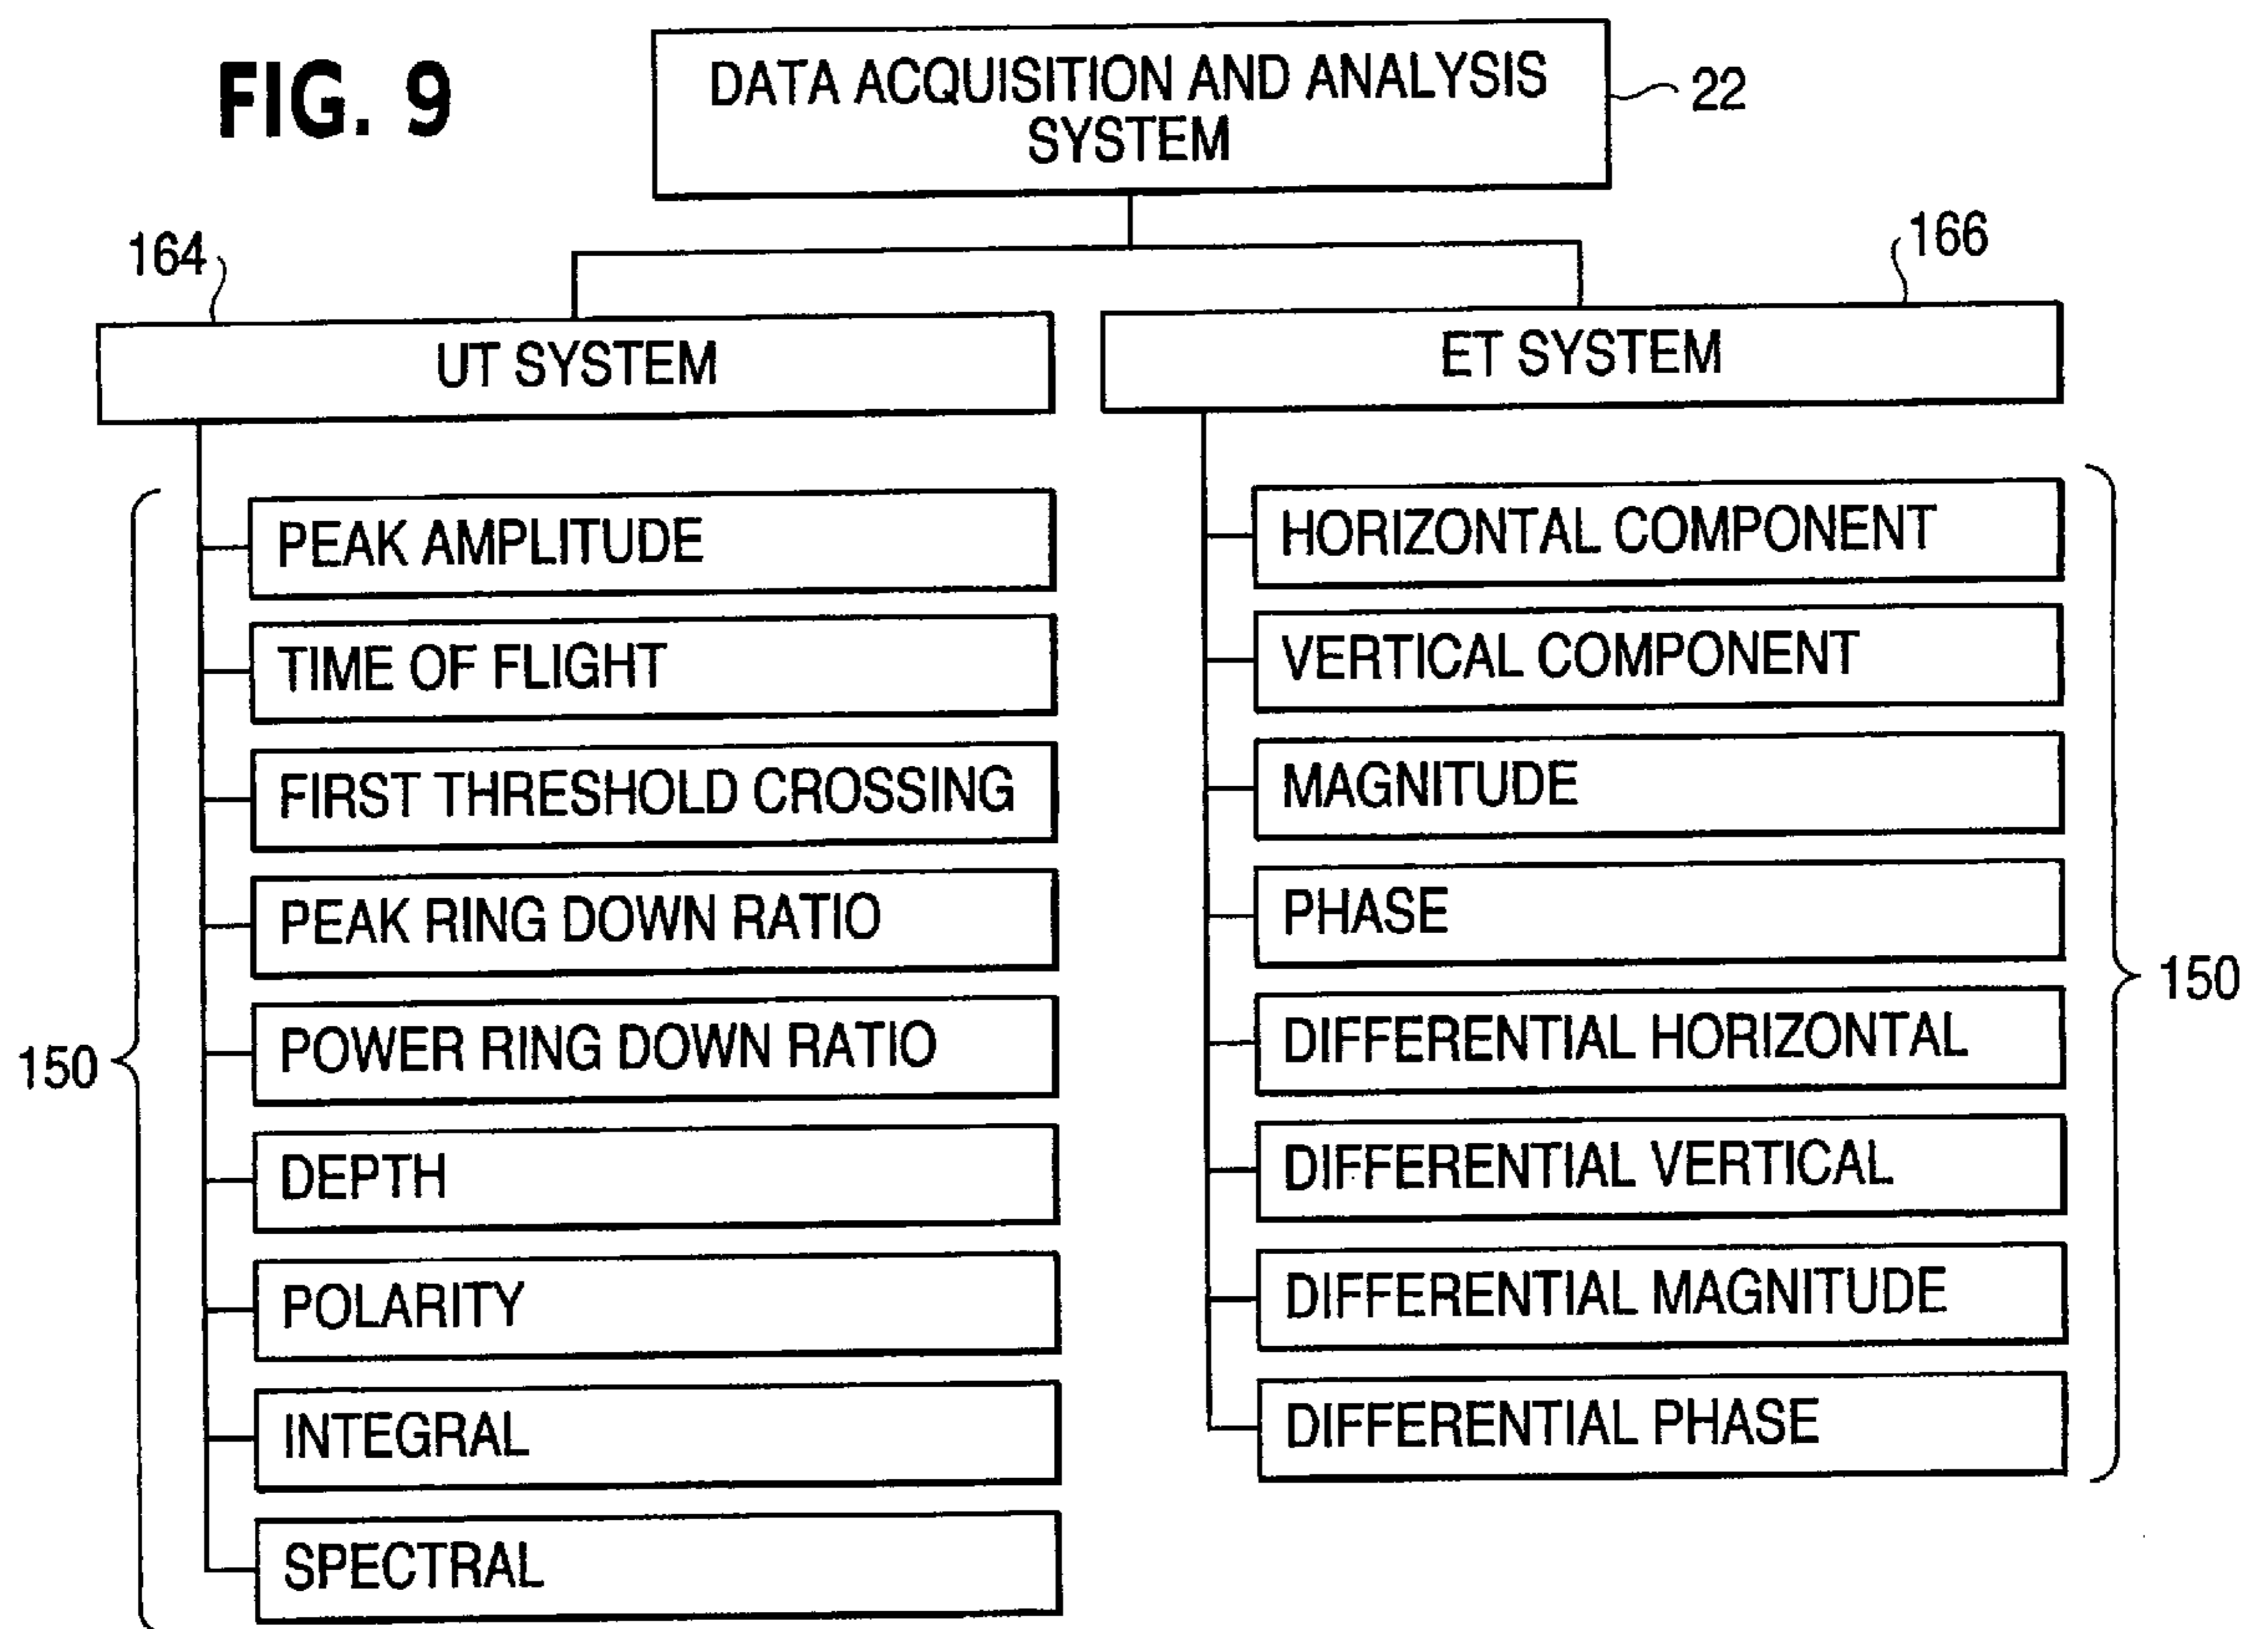 FIG. 9
DATA ACQUISITION AND ANALYSIS
SYSTEM
22
164
166
UT SYSTEM
ET SYSTEM
PEAK AMPLITUDE
TIME OF FLIGHT
FIRST THRESHOLD CROSSING
PEAK RING DOWN RATIO
POWER RING DOWN RATIO
DEPTH
POLARITY
INTEGRAL
SPECTRAL
150
HORIZONTAL COMPONENT
VERTICAL COMPONENT
MAGNITUDE
PHASE
DIFFERENTIAL HORIZONTAL
DIFFERENTIAL VERTICAL
DIFFERENTIAL MAGNITUDE
DIFFERENTIAL PHASE
150